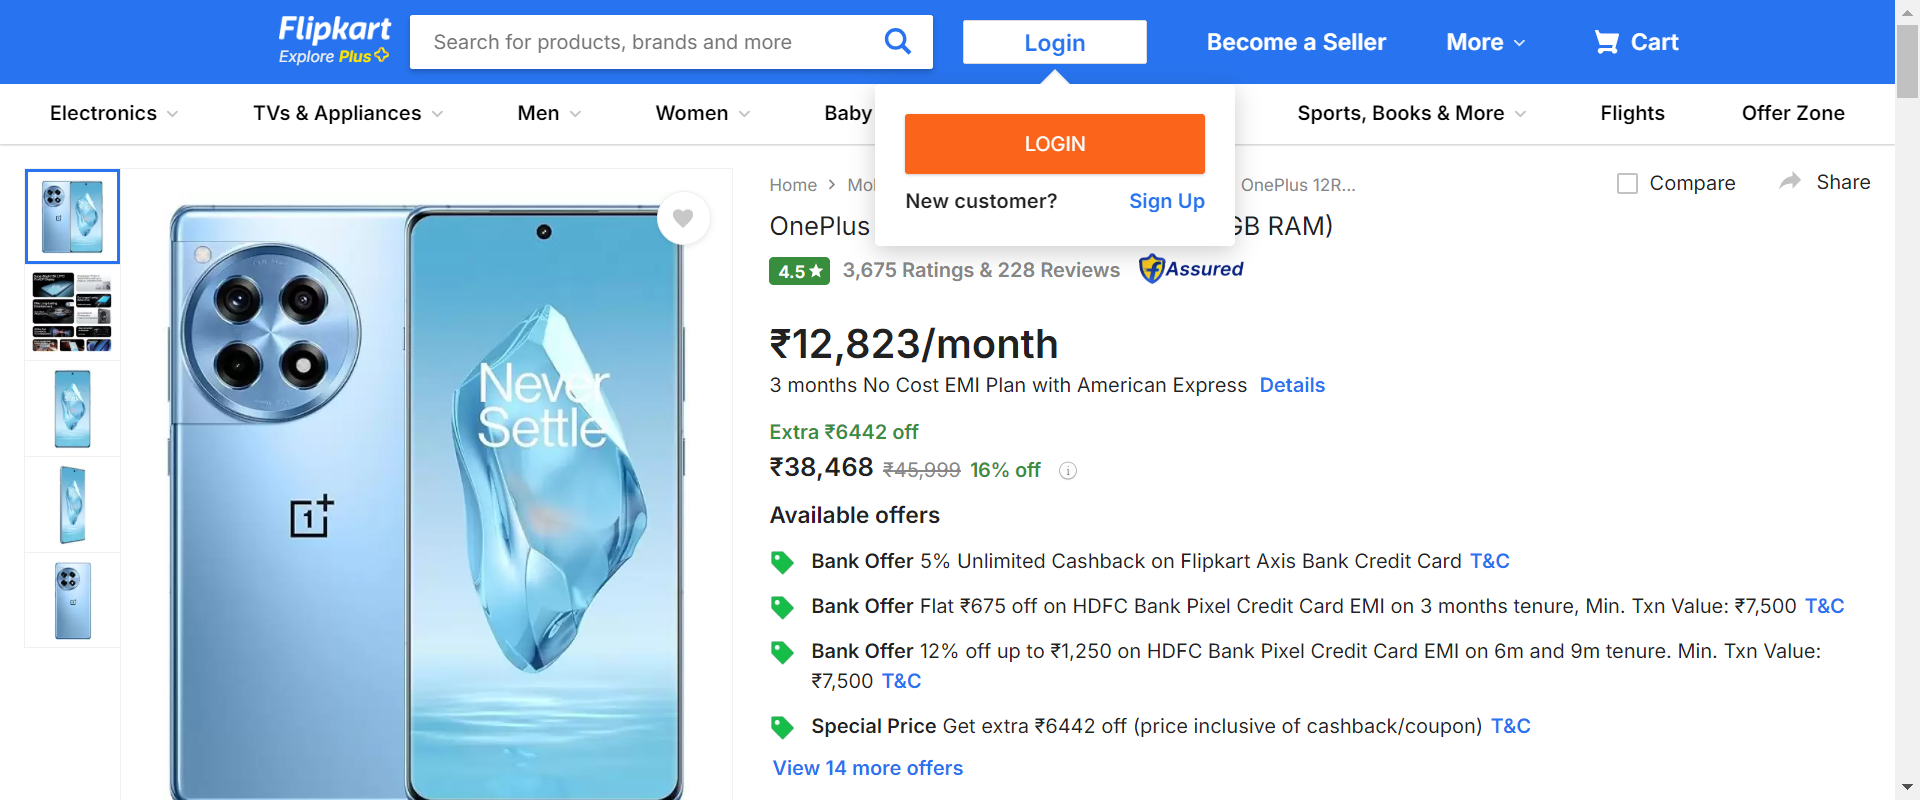 Flipkart
Explore Plus
Search for products, brands and more
Login
Become a Seller
More
Cart
Electronics
TVs & Appliances
Men
Women
Baby
Sports, Books & More
Flights
Offer Zone
LOGIN
New customer? Sign Up
Home
OnePlus 12R...
Compare
Share
OnePlus
GB RAM)
4.5 3,675 Ratings & 228 Reviews
Assured
₹12,823/month
3 months No Cost EMI Plan with American Express Details
Extra ₹6442 off
₹38,468 ₹45,999 16% off
Available offers
Bank Offer 5% Unlimited Cashback on Flipkart Axis Bank Credit Card T&C
Bank Offer Flat ₹675 off on HDFC Bank Pixel Credit Card EMI on 3 months tenure, Min. Txn Value: ₹7,500 T&C
Bank Offer 12% off up to ₹1,250 on HDFC Bank Pixel Credit Card EMI on 6m and 9m tenure. Min. Txn Value:
₹7,500 T&C
Special Price Get extra ₹6442 off (price inclusive of cashback/coupon) T&C
View 14 more offers
Never
Settle